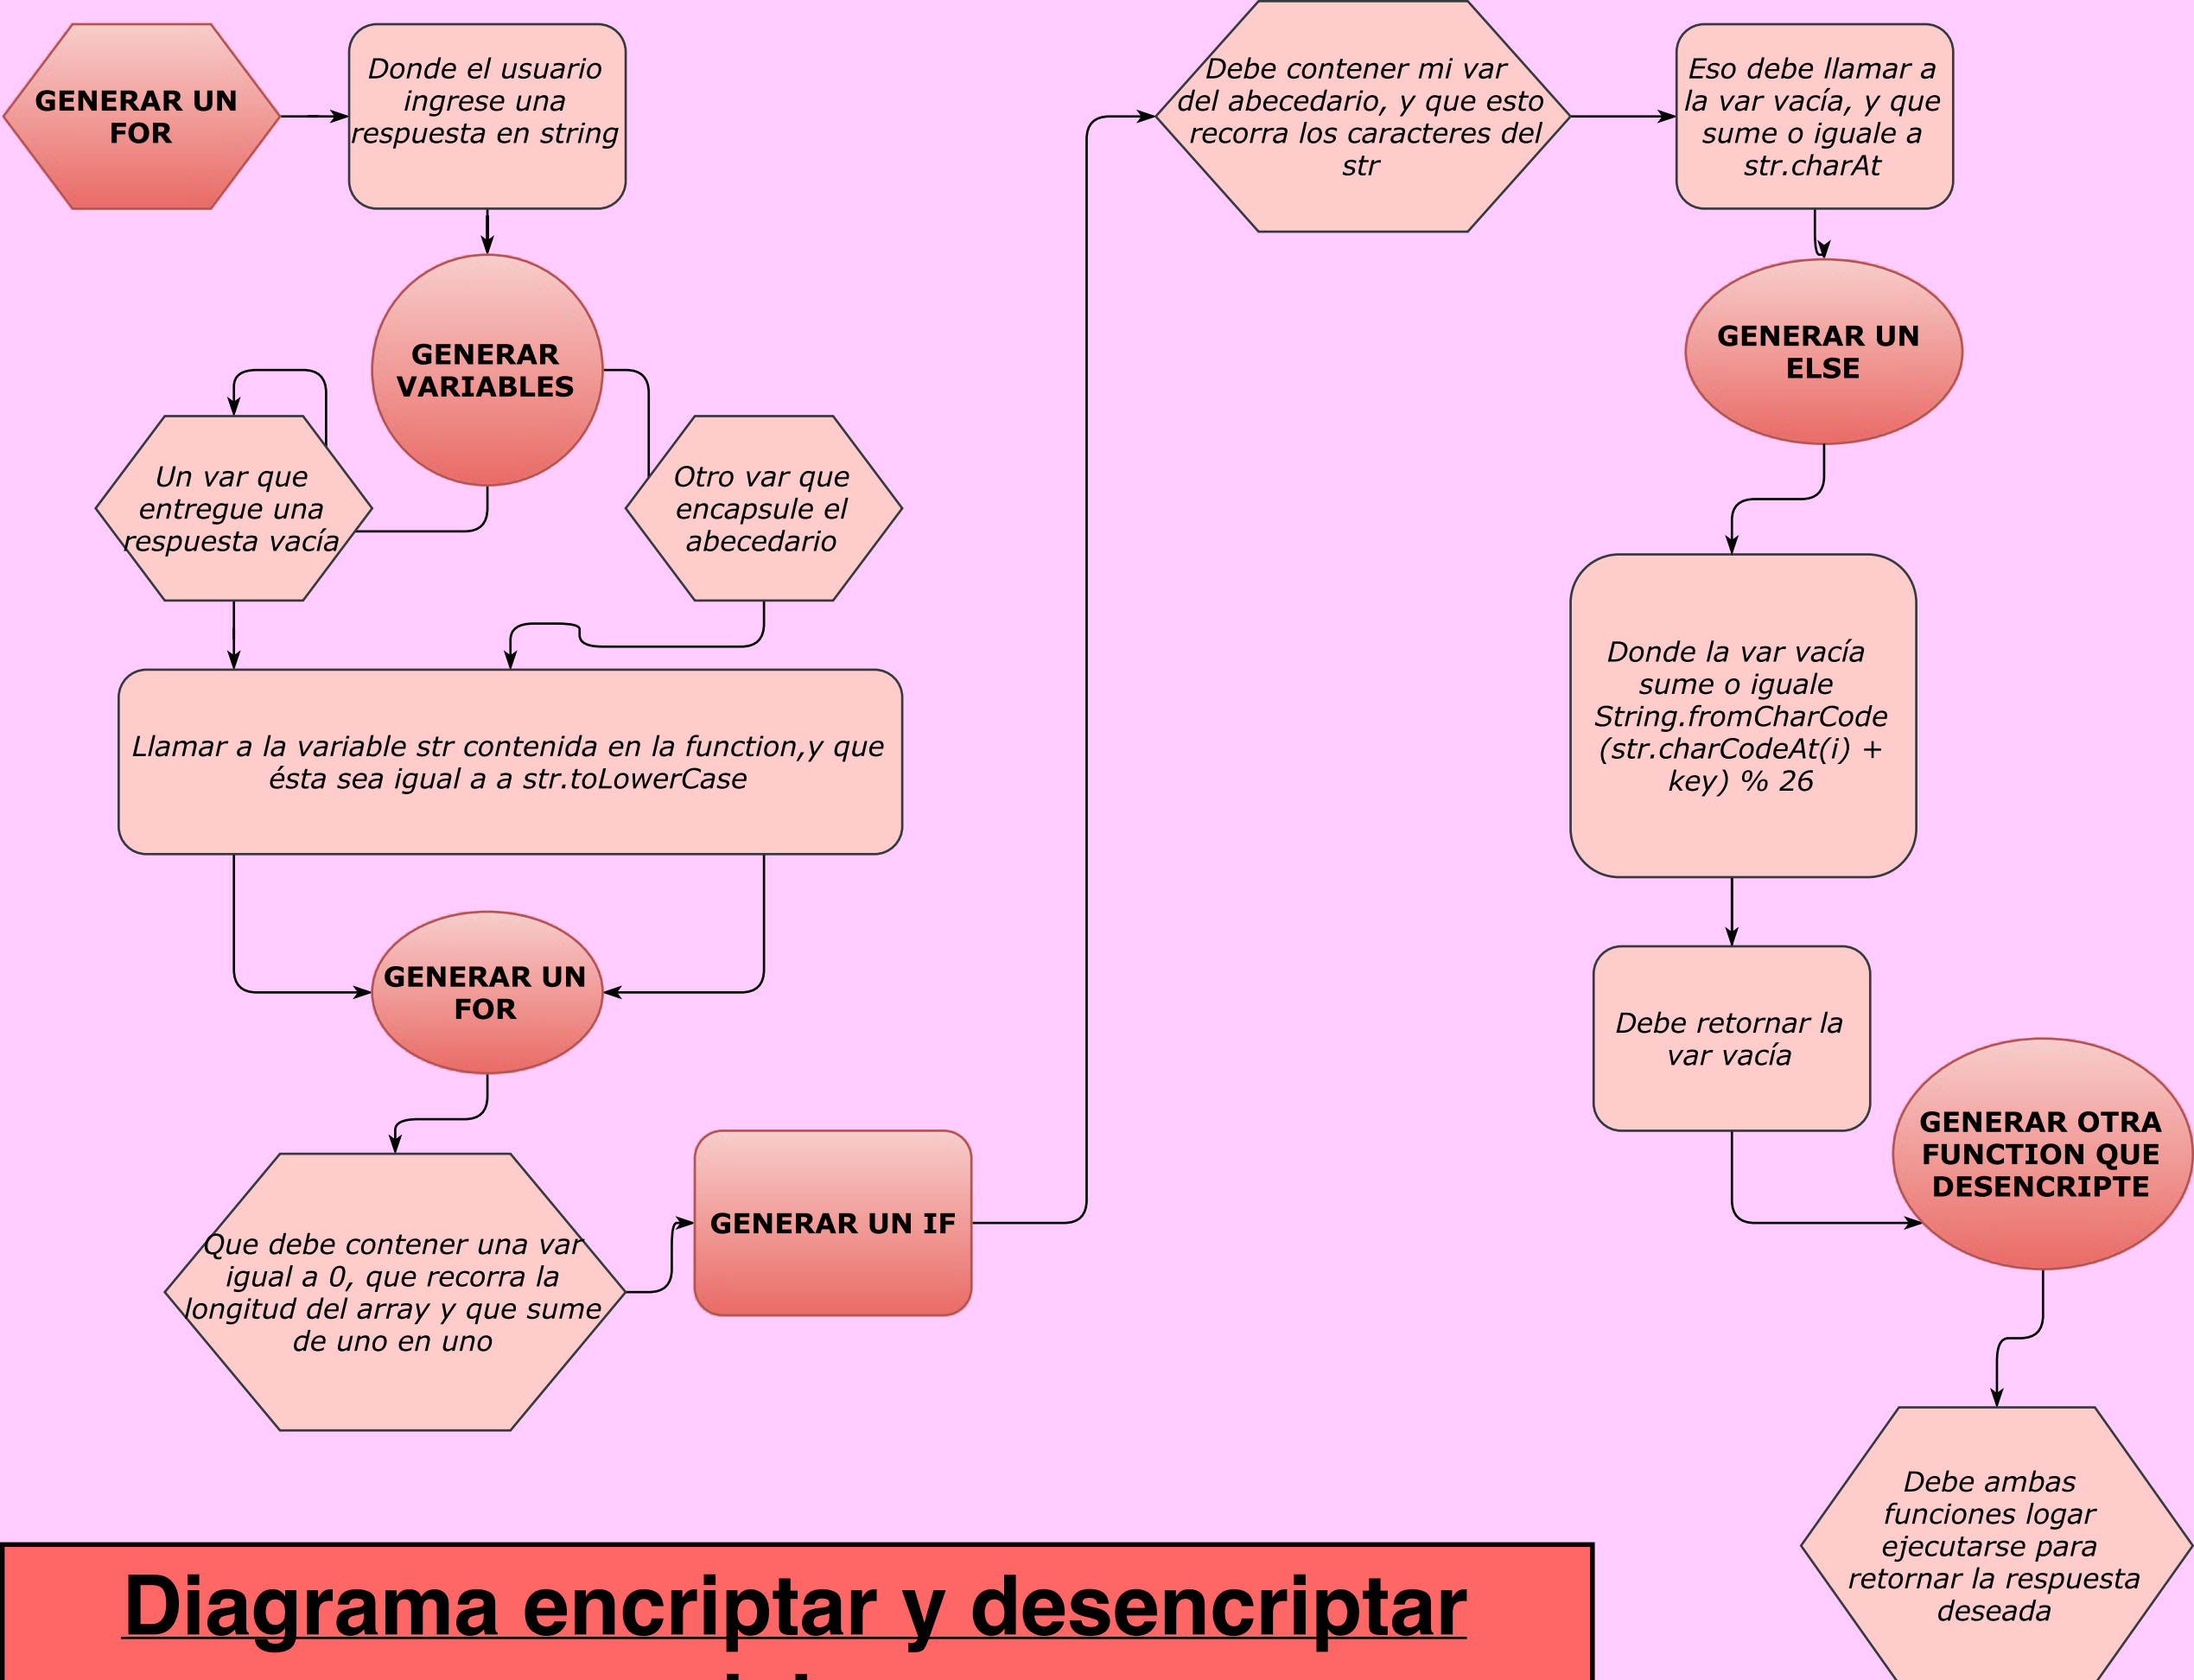 GENERAR UN
FOR
Donde el usuario
ingrese una
respuesta en string
GENERAR
VARIABLES
Un var que
entregue una
respuesta vacía
Otro var que
encapsule el
abecedario
Llamar a la variable str contenida en la function,y que
ésta sea igual a a str.toLowerCase
GENERAR UN
FOR
Que debe contener una var
igual a 0, que recorra la
longitud del array y que sume
de uno en uno
GENERAR UN IF
Debe contener mi var
del abecedario, y que esto
recorra los caracteres del
str
Eso debe llamar a
la var vacía, y que
sume o iguale a
str.charAt
GENERAR UN
ELSE
Donde la var vacía
sume o iguale
String.fromCharCode
(str.charCodeAt(i) +
key) % 26
Debe retornar la
var vacía
GENERAR OTRA
FUNCTION QUE
DESENCRIPTE
Debe ambas
funciones logar
ejecutarse para
retornar la respuesta
deseada
Diagrama encriptar y desencriptar